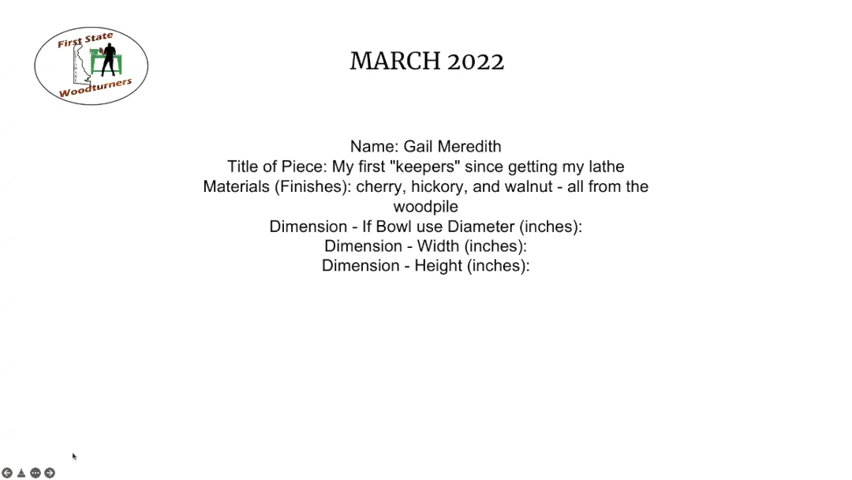 First State
Woodturners
MARCH 2022
Name: Gail Meredith
Title of Piece: My first "keepers" since getting my lathe
Materials (Finishes): cherry, hickory, and walnut - all from the
woodpile
Dimension - If Bowl use Diameter (inches):
Dimension - Width (inches):
Dimension - Height (inches):